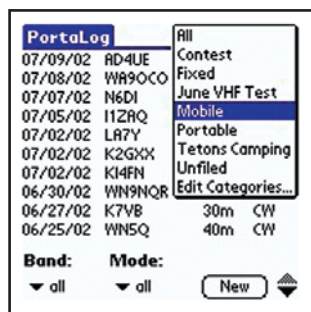 PortaLog
All
Contest
Fixed
June VHF Test
Mobile
Portable
Tetons Camping
Unfiled
Edit Categories...
07/09/02 AD4UE
07/08/02 WA9OCO
07/07/02 N6DI
07/05/02 I1ZAQ
07/02/02 LA7Y
07/02/02 K2GXX
07/02/02 KI4FN
06/30/02 WN9NQR
06/27/02 K7VB 30m CW
06/25/02 WN5Q 40m CW
Band: Mode:
all all New